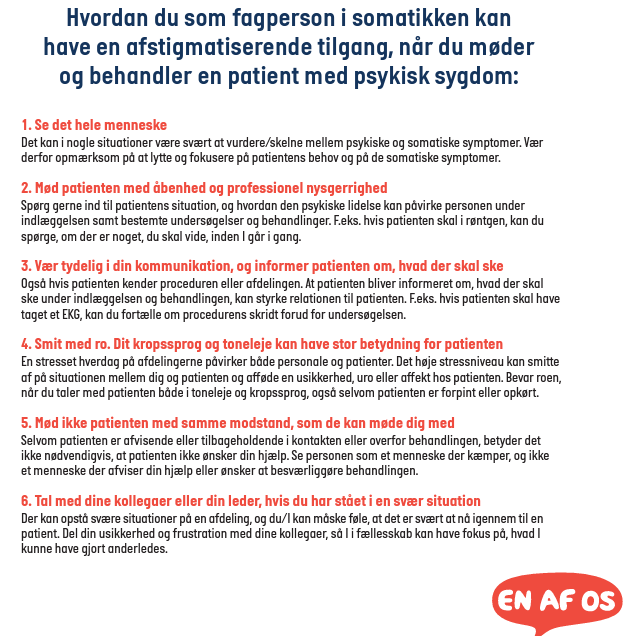 Hvordan du som fagperson i somatikken kan
have en afstigmatiserende tilgang, når du møder
og behandler en patient med psykisk sygdom:
1. Se det hele menneske
Det kan i nogle situationer være svært at vurdere/skelne mellem psykiske og somatiske symptomer. Vær
derfor opmærksom på at lytte og fokusere på patientens behov og på de somatiske symptomer.
2. Mød patienten med åbenhed og professionel nysgerrighed
Spørg gerne ind til patientens situation, og hvordan den psykiske lidelse kan påvirke personen under
indlæggelsen samt bestemte undersøgelser og behandlinger. F.eks. hvis patienten skal i røntgen, kan du
spørge, om der er noget, du skal vide, inden I går i gang.
3. Vær tydelig i din kommunikation, og informer patienten om, hvad der skal ske
Også hvis patienten kender proceduren eller afdelingen. At patienten bliver informeret om, hvad der skal
ske under indlæggelsen og behandlingen, kan styrke relationen til patienten. F.eks. hvis patienten skal have
taget et EKG, kan du fortælle om procedurens skridt forud for undersøgelsen.
4. Smit med ro. Dit kropssprog og toneleje kan have stor betydning for patienten
En stresset hverdag på afdelingerne påvirker både personale og patienter. Det høje stressniveau kan smitte
af på situationen mellem dig og patienten og afføde en usikkerhed, uro eller affekt hos patienten. Bevar roen,
når du taler med patienten både i toneleje og kropssprog, også selvom patienten er forpint eller opkørt.
5. Mød ikke patienten med samme modstand, som de kan møde dig med
Selvom patienten er afvisende eller tilbageholdende i kontakten eller overfor behandlingen, betyder det
ikke nødvendigvis, at patienten ikke ønsker din hjælp. Se personen som et menneske der kæmper, og ikke
et menneske der afviser din hjælp eller ønsker at besværliggøre behandlingen.
6. Tal med dine kollegaer eller din leder, hvis du har stået i en svær situation
Der kan opstå svære situationer på en afdeling, og du/I kan måske føle, at det er svært at nå igennem til en
patient. Del din usikkerhed og frustration med dine kollegaer, så I i fællesskab kan have fokus på, hvad I
kunne have gjort anderledes.
EN AF OS